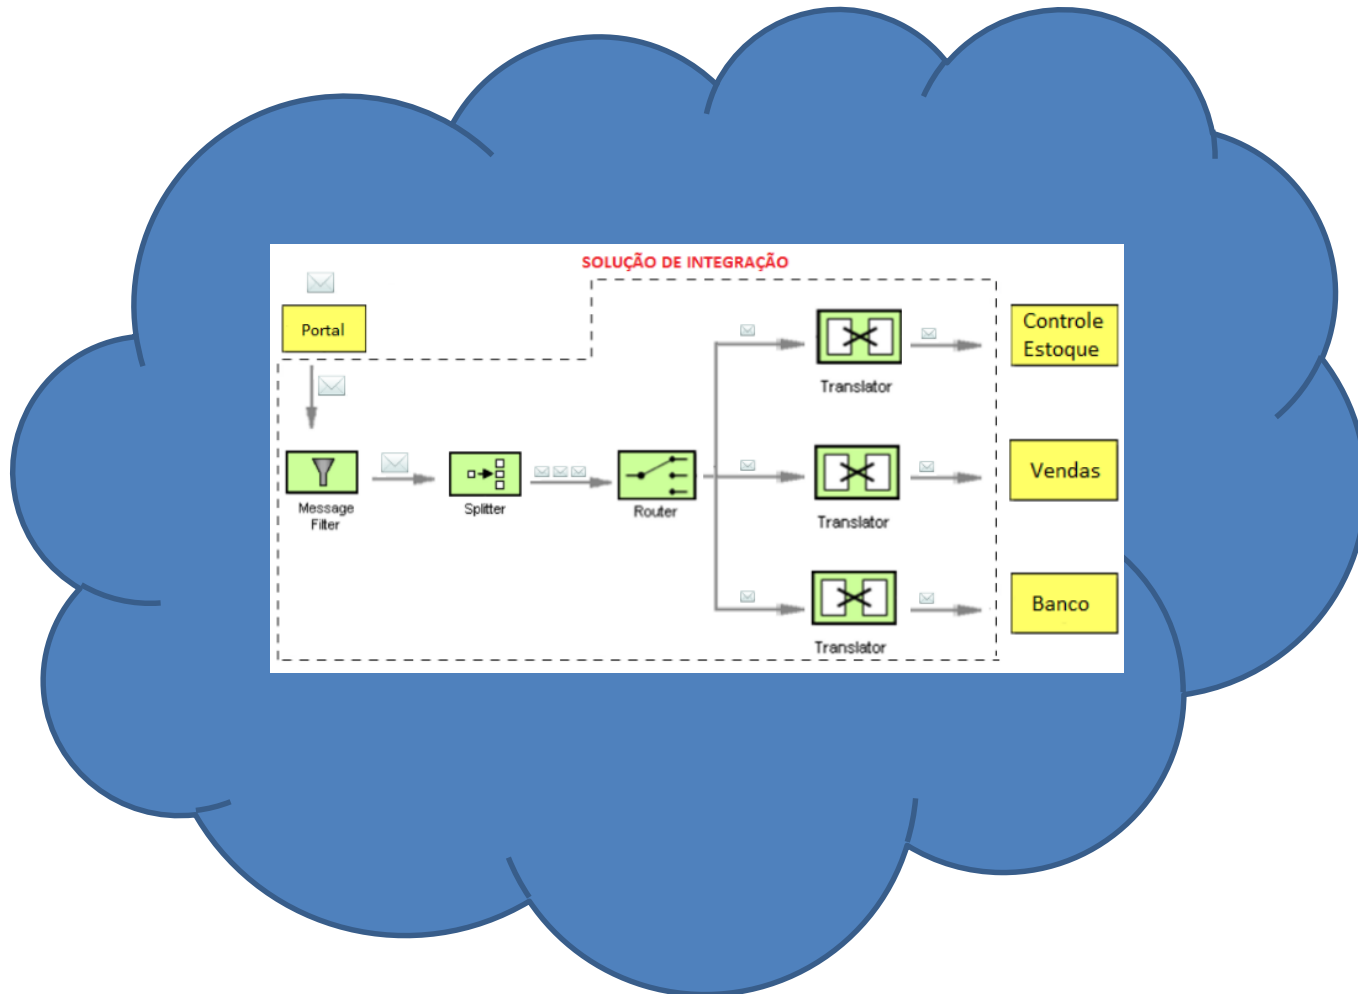 SOLUÇÃO DE INTEGRAÇÃO
Portal
Controle
Estoque
Translator
Message
Filter
Splitter
Router
Translator
Vendas
Translator
Banco